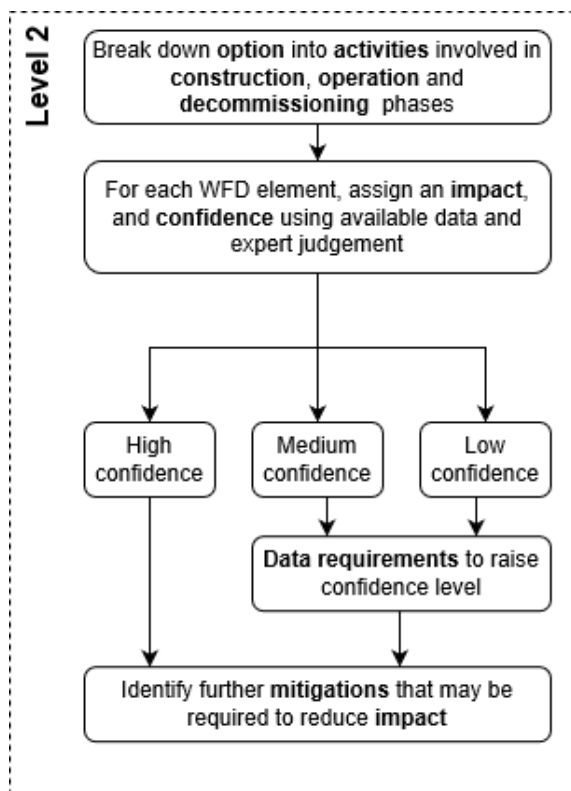 Level 2
Break down option into activities involved in
construction, operation and
decommissioning phases
For each WFD element, assign an impact,
and confidence using available data and
expert judgement
High
confidence
Medium
confidence
Low
confidence
Data requirements to raise
confidence level
Identify further mitigations that may be
required to reduce impact